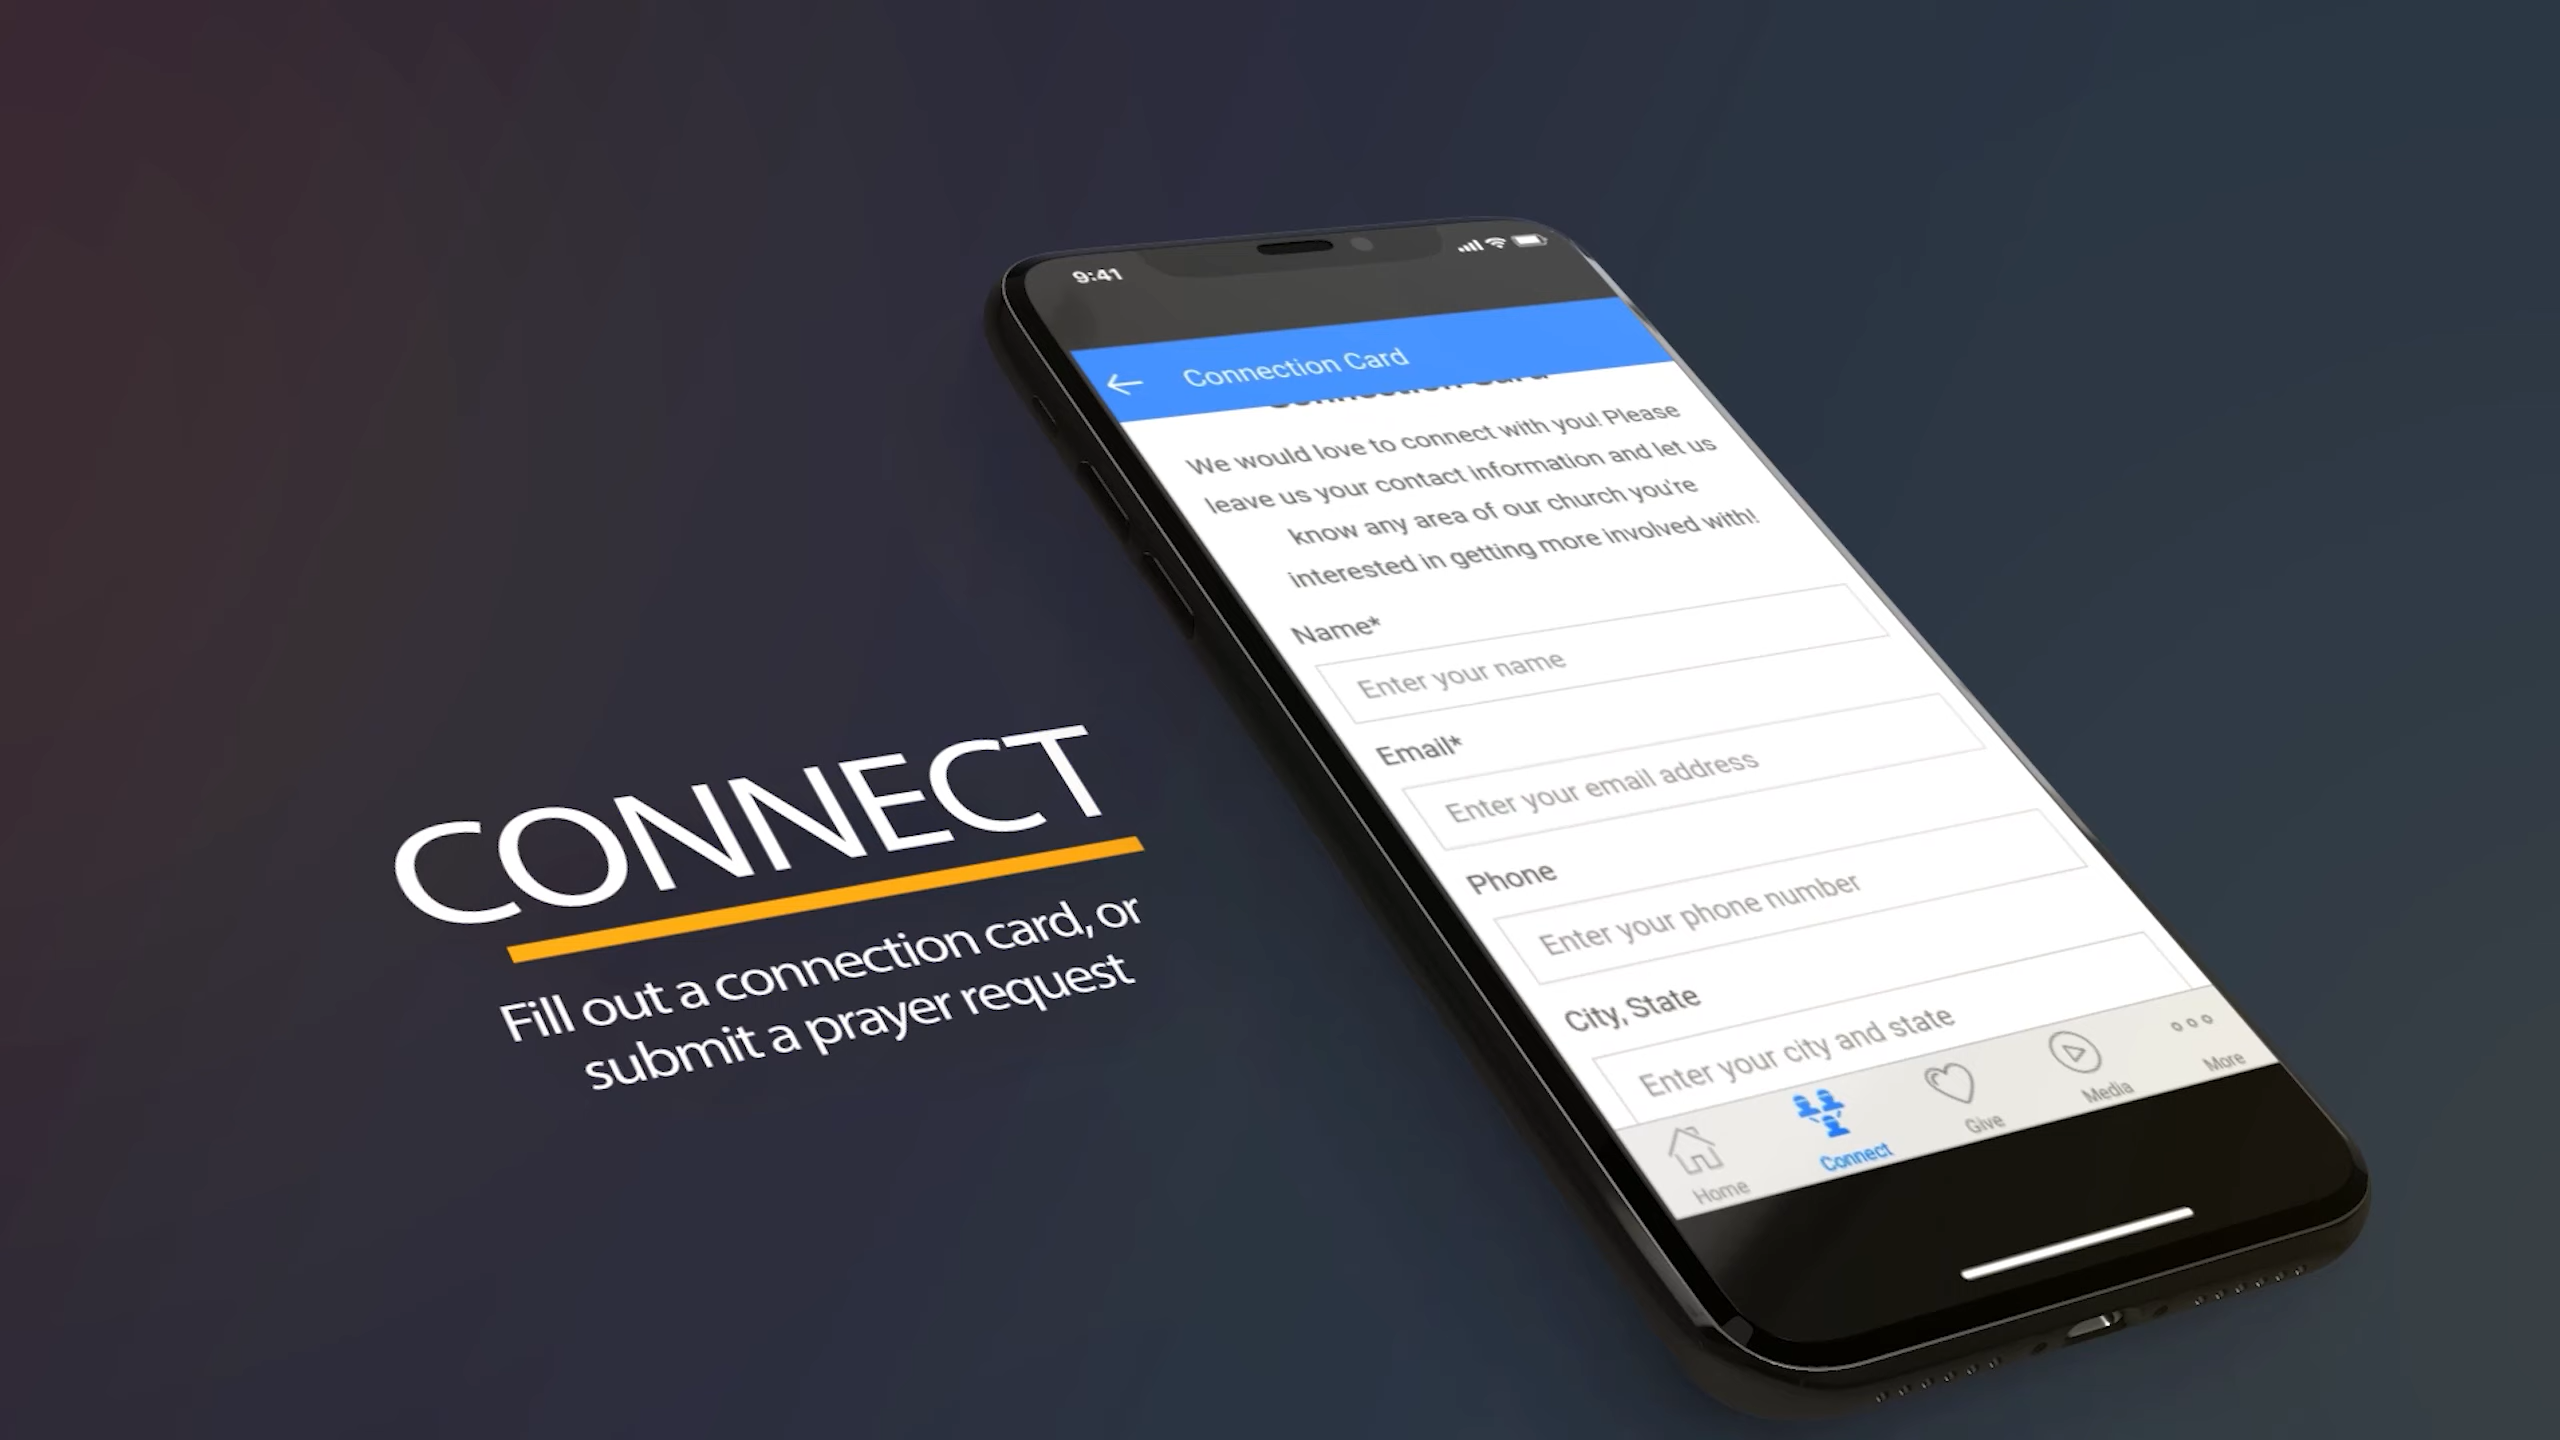 9:41
Connection Card
Connection Card
We would love to connect with you! Please
leave us your contact information and let us
know any area of our church you're
interested in getting more involved with!
Name*
Enter your name
Email*
Enter your email address
Phone
Enter your phone number
City, State
Enter your city and state
Home
Connect
Give
Media
More
CONNECT
Fill out a connection card, or
submit a prayer request